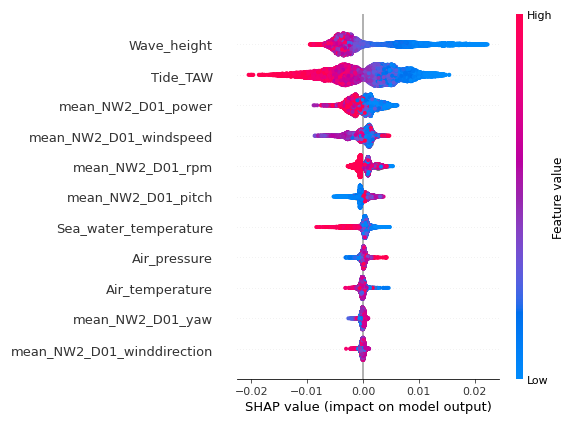 High
Wave_height
Tide_TAW
mean_NW2_D01_power
mean_NW2_D01_windspeed
mean_NW2_D01_rpm
mean_NW2_D01_pitch
Sea_water_temperature
Air_pressure
Air_temperature
mean_NW2_D01_yaw
mean_NW2_D01_winddirection
Feature value
Low
−0.02 −0.01 0.00 0.01 0.02
SHAP value (impact on model output)